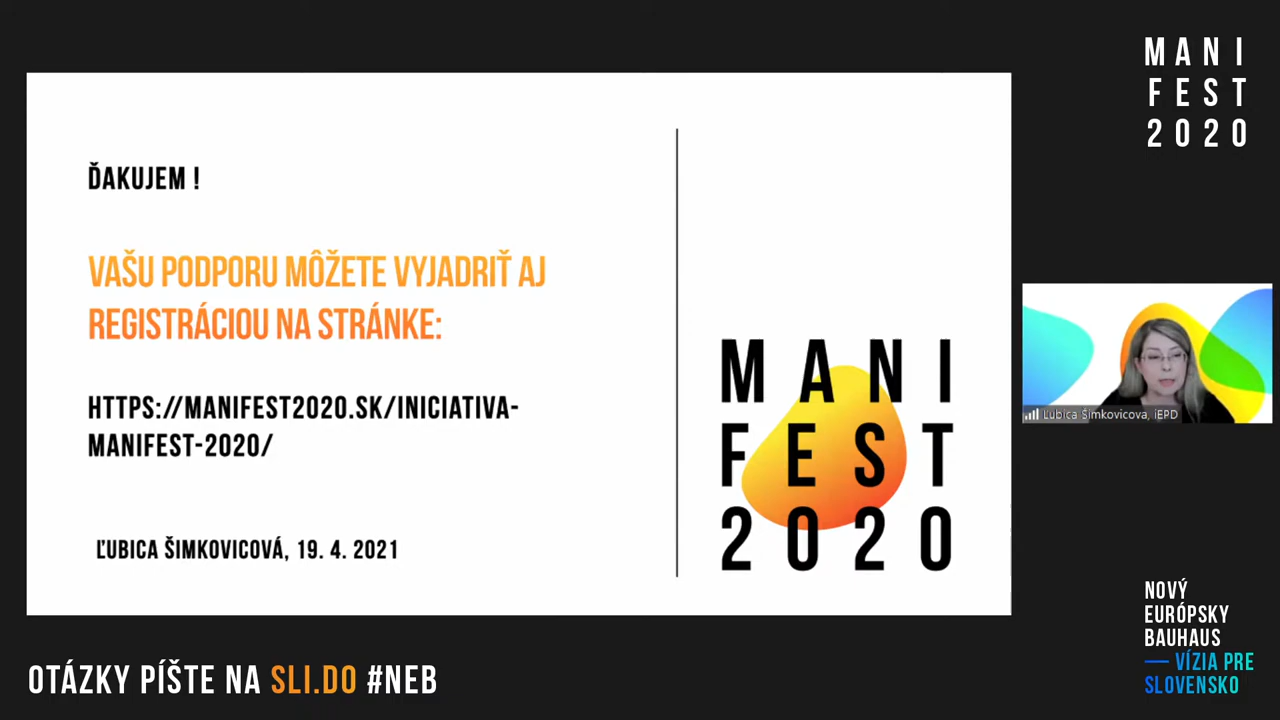 MANI
FEST
2020
ĎAKUJEM !
VAŠU PODPORU MÔŽETE VYJADRIŤ AJ
REGISTRÁCIOU NA STRÁNKE:
HTTPS://MANIFEST2020.SK/INICIATIVA-
MANIFEST-2020/
ĽUBICA ŠIMKOVICOVÁ, 19. 4. 2021
MANI
FEST
2020
Ľubica Šimkovicova, iEPD
NOVÝ
EURÓPSKY
BAUHAUS
— VÍZIA PRE
SLOVENSKO
OTÁZKY PÍŠTE NA SLI.DO #NEB